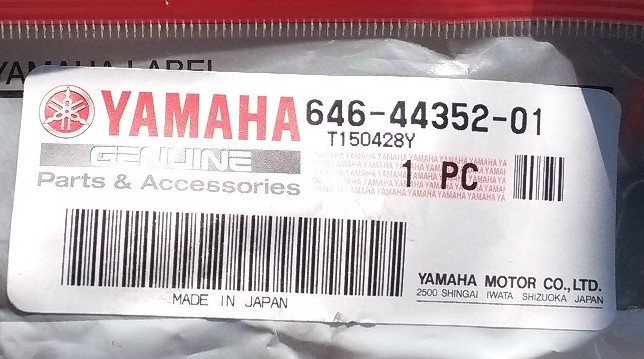 YAMAHA LABEL
YAMAHA
646-44352-01
T150428Y
GENUINE
Parts & Accessories
1 PC
MADE IN JAPAN
YAMAHA MOTOR CO.,LTD.
2500 SHINGAI IWATA SHIZUOKA JAPAN